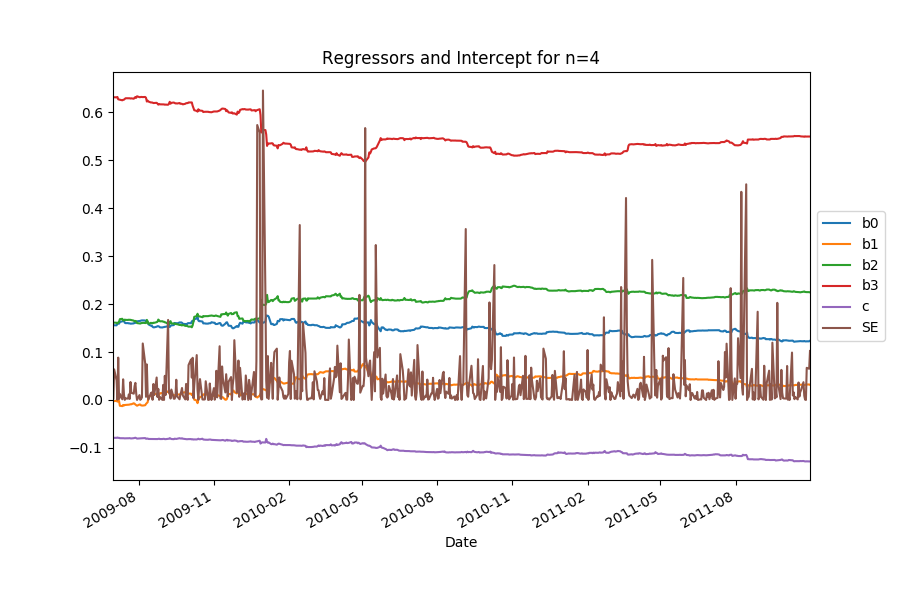 Regressors and Intercept for n=4
0.6
0.5
0.4
0.3
0.2
0.1
0.0
−0.1
2009-08
2009-11
2010-02
2010-05
2010-08
2010-11
2011-02
2011-05
2011-08
Date
b0
b1
b2
b3
c
SE